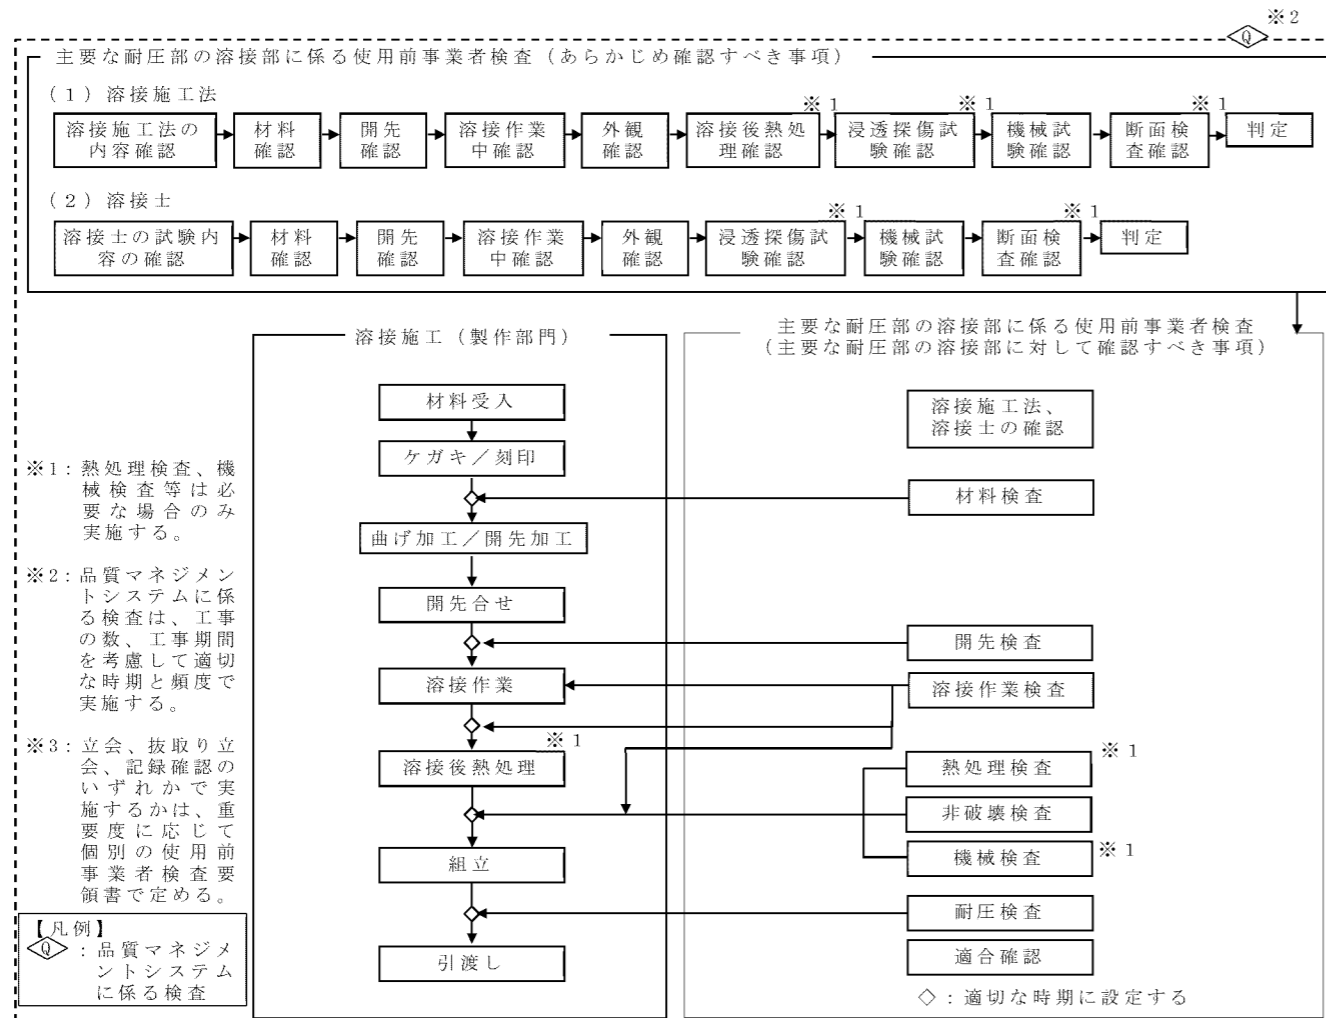 ※2
Q
主要な耐圧部の溶接部に係る使用前事業者検査(あらかじめ確認すべき事項)
(1)溶接施工法
※1
※1
※1
溶接施工法の
内容確認
材料
確認
開先
確認
溶接作業
中確認
外観
確認
溶接後熱処
理確認
浸透探傷試
験確認
機械試
験確認
断面検
査確認
判定
(2)溶接士
※1
※1
溶接士の試験内
容の確認
材料
確認
開先
確認
溶接作業
中確認
外観
確認
浸透探傷試
験確認
機械試
験確認
断面検
査確認
判定
溶接施工(製作部門)
材料受入
ケガキ/刻印
曲げ加工/開先加工
開先合せ
溶接作業
※1
溶接後熱処理
組立
引渡し
主要な耐圧部の溶接部に係る使用前事業者検査
(主要な耐圧部の溶接部に対して確認すべき事項)
溶接施工法、
溶接士の確認
材料検査
開先検査
溶接作業検査
熱処理検査
※1
非破壊検査
機械検査
※1
耐圧検査
適合確認
◇:適切な時期に設定する
※1:熱処理検査、機
械検査等は必
要な場合のみ
実施する。
※2:品質マネジメン
トシステムに係
る検査は、工事
の数、工事期間
を考慮して適切
な時期と頻度で
実施する。
※3:立会、抜取り立
会、記録確認の
いずれかで実
施するかは、重
要度に応じて
個別の使用前
事業者検査要
領書で定める。
【凡例】
Q:品質マネジメ
ントシステム
に係る検査